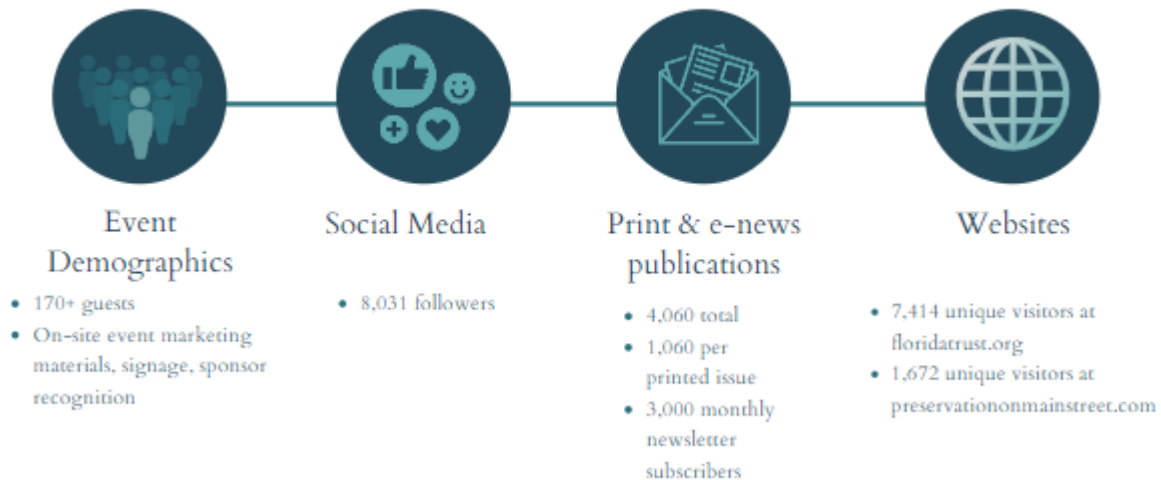 Event
Demographics
• 170+ guests
• On-site event marketing
materials, signage, sponsor
recognition
Social Media
• 8,031 followers
Print & e-news
publications
• 4,060 total
• 1,060 per
printed issue
• 3,000 monthly
newsletter
subscribers
Websites
• 7,414 unique visitors at
floridatrust.org
• 1,672 unique visitors at
preservationonmainstreet.com